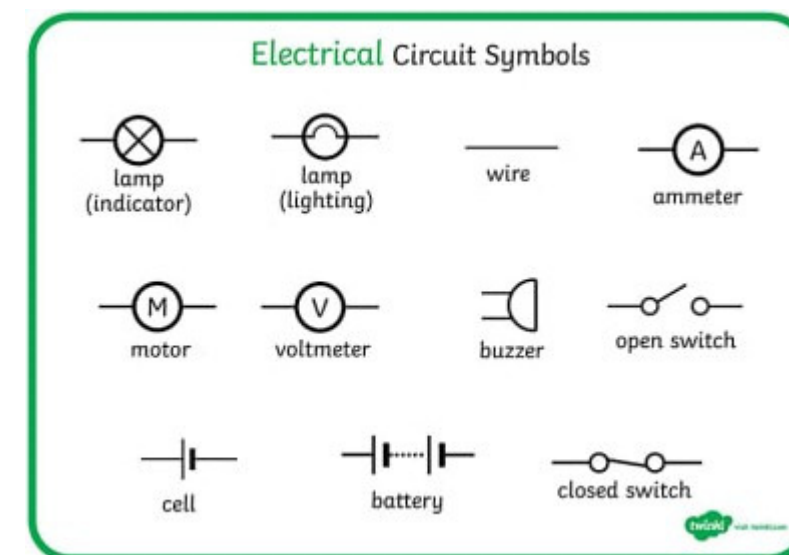 Electrical Circuit Symbols
lamp
(indicator)
lamp
(lighting)
wire
A
ammeter
M
motor
V
voltmeter
buzzer
open switch
cell
battery
closed switch
twinkl